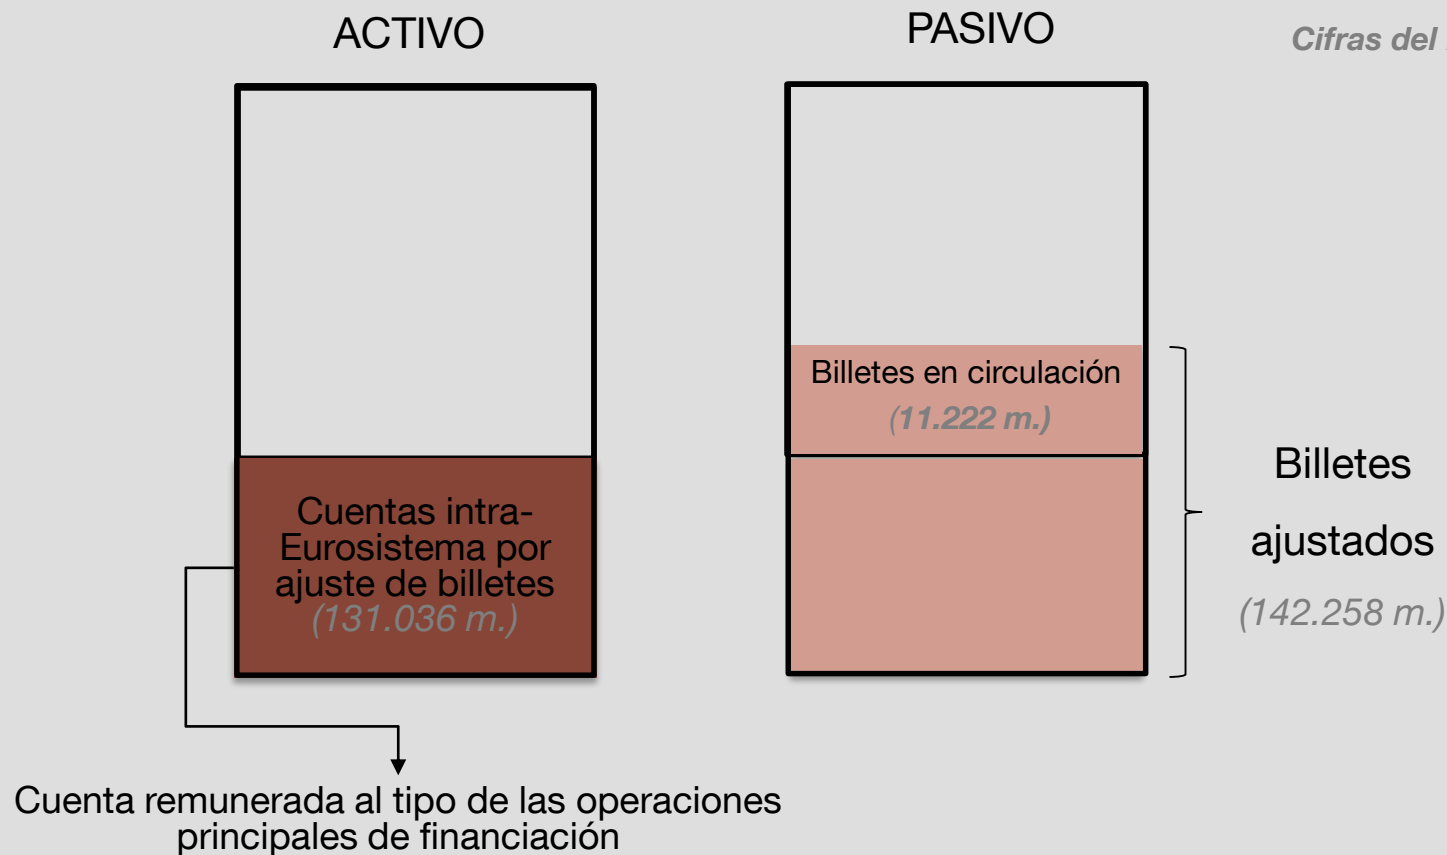 ACTIVO
PASIVO
Cifras del
Billetes en circulación
(11.222 m.)
Cuentas intra-
Eurosistema por
ajuste de billetes
(131.036 m.)
Billetes
ajustados
(142.258 m.)
Cuenta remunerada al tipo de las operaciones
principales de financiación